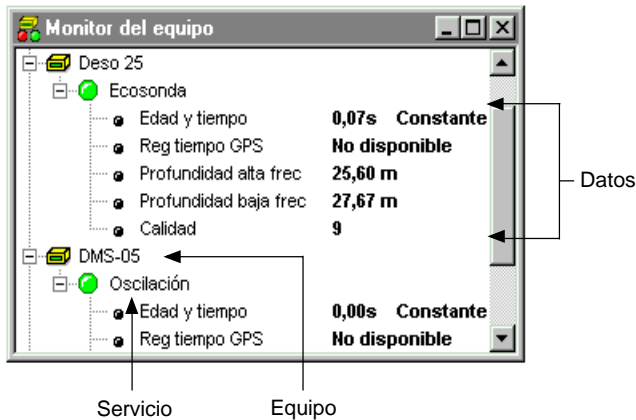 Monitor del equipo
Deso 25
Ecosonda
Edad y tiempo 0,07s Constante
Reg tiempo GPS No disponible
Profundidad alta frec 25,60 m
Profundidad baja frec 27,67 m
Calidad 9
DMS-05
Oscilación
Edad y tiempo 0,00s Constante
Reg tiempo GPS No disponible
Datos
Servicio
Equipo